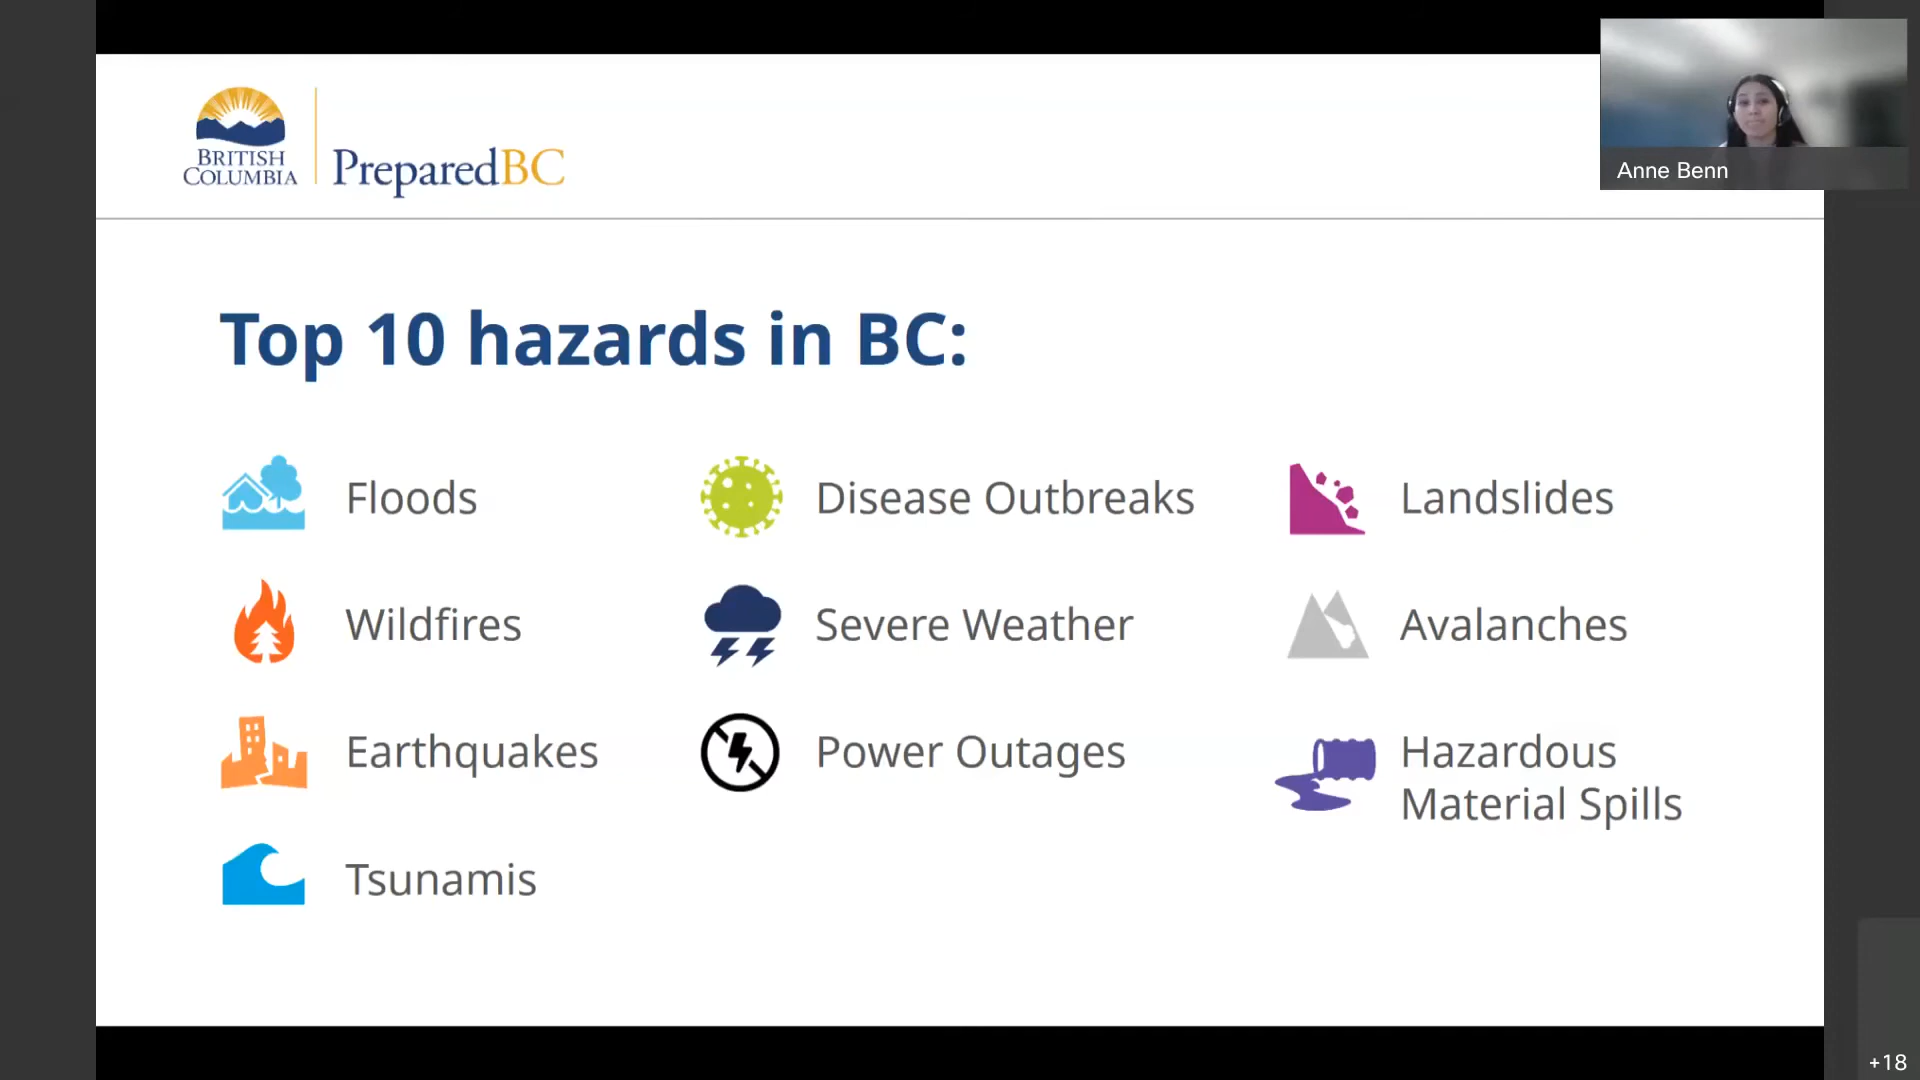 BRITISH
COLUMBIA
PreparedBC
Anne Benn
Top 10 hazards in BC:
Floods
Disease Outbreaks
Landslides
Wildfires
Severe Weather
Avalanches
Earthquakes
Power Outages
Hazardous
Material Spills
Tsunamis
+18